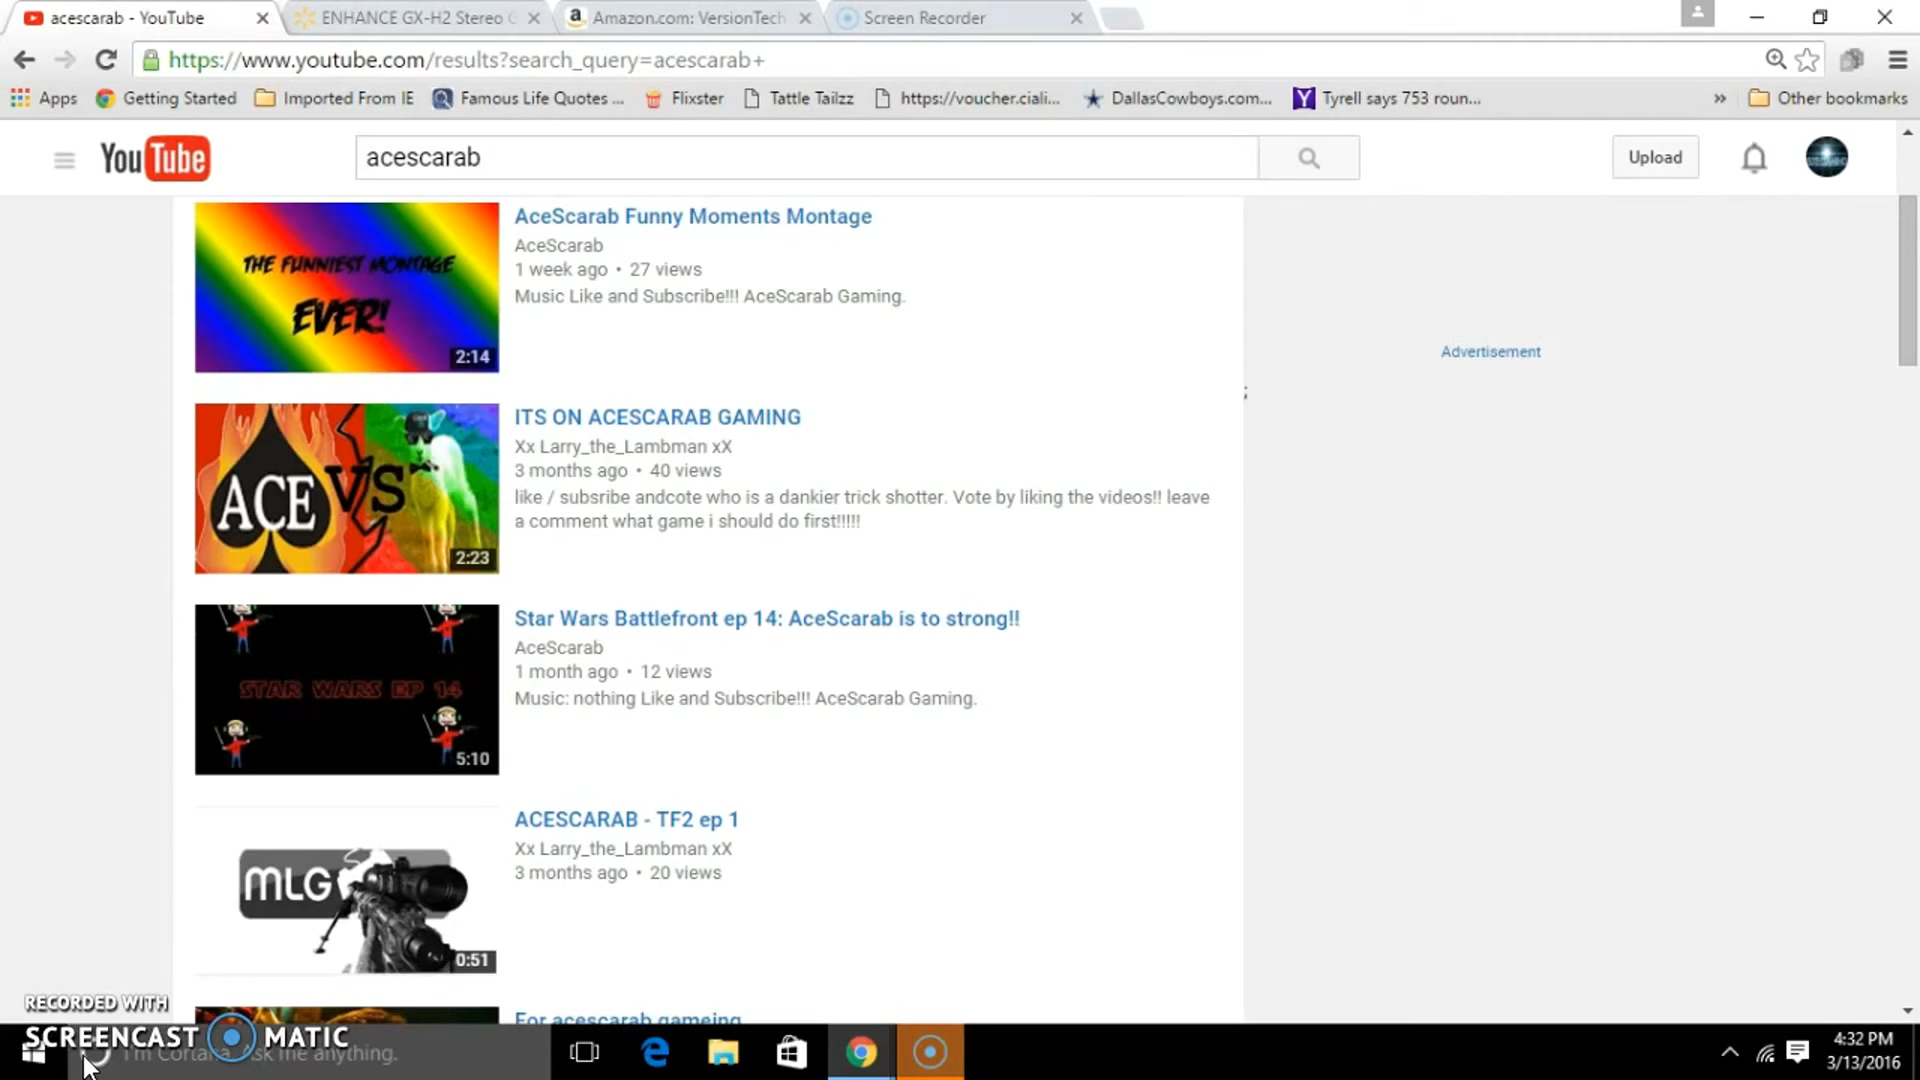 acescarab - YouTube
ENHANCE GX-H2 Stereo G
Amazon.com: VersionTech
Screen Recorder
https://www.youtube.com/results?search_query=acescarab+
Apps
Getting Started
Imported From IE
Famous Life Quotes ...
Flixster
Tattle Tailzz
https://voucher.ciali...
DallasCowboys.com...
Tyrell says 753 roun...
»
Other bookmarks
YouTube
acescarab
Upload
THE FUNNIEST MONTAGE
EVER!
2:14
AceScarab Funny Moments Montage
AceScarab
1 week ago • 27 views
Music Like and Subscribe!!! AceScarab Gaming.
Advertisement
ACE VS
2:23
ITS ON ACESCARAB GAMING
Xx Larry_the_Lambman xX
3 months ago • 40 views
like / subsribe andcote who is a dankier trick shotter. Vote by liking the videos!! leave
a comment what game i should do first!!!!!
STAR WARS EP 14
5:10
Star Wars Battlefront ep 14: AceScarab is to strong!!
AceScarab
1 month ago • 12 views
Music: nothing Like and Subscribe!!! AceScarab Gaming.
MLG
0:51
ACESCARAB - TF2 ep 1
Xx Larry_the_Lambman xX
3 months ago • 20 views
For acescarab gameing
RECORDED WITH
SCREENCAST MATIC
I'm Cortana. Ask me anything.
4:32 PM
3/13/2016